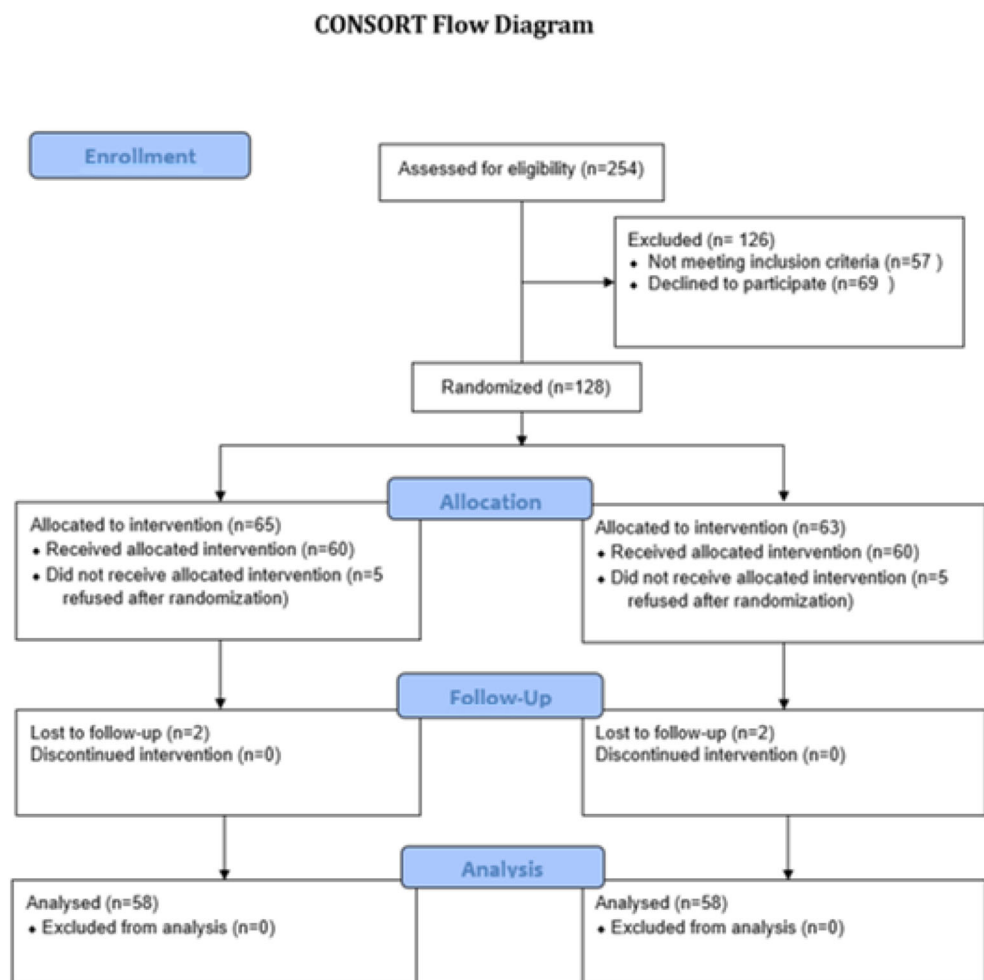 CONSORT Flow Diagram
Enrollment
Assessed for eligibility (n=254)
Excluded (n= 126)
• Not meeting inclusion criteria (n=57 )
• Declined to participate (n=69 )
Randomized (n=128)
Allocation
Allocated to intervention (n=65)
• Received allocated intervention (n=60)
• Did not receive allocated intervention (n=5
refused after randomization)
Allocated to intervention (n=63)
• Received allocated intervention (n=60)
• Did not receive allocated intervention (n=5
refused after randomization)
Follow-Up
Lost to follow-up (n=2)
Discontinued intervention (n=0)
Lost to follow-up (n=2)
Discontinued intervention (n=0)
Analysis
Analysed (n=58)
• Excluded from analysis (n=0)
Analysed (n=58)
• Excluded from analysis (n=0)